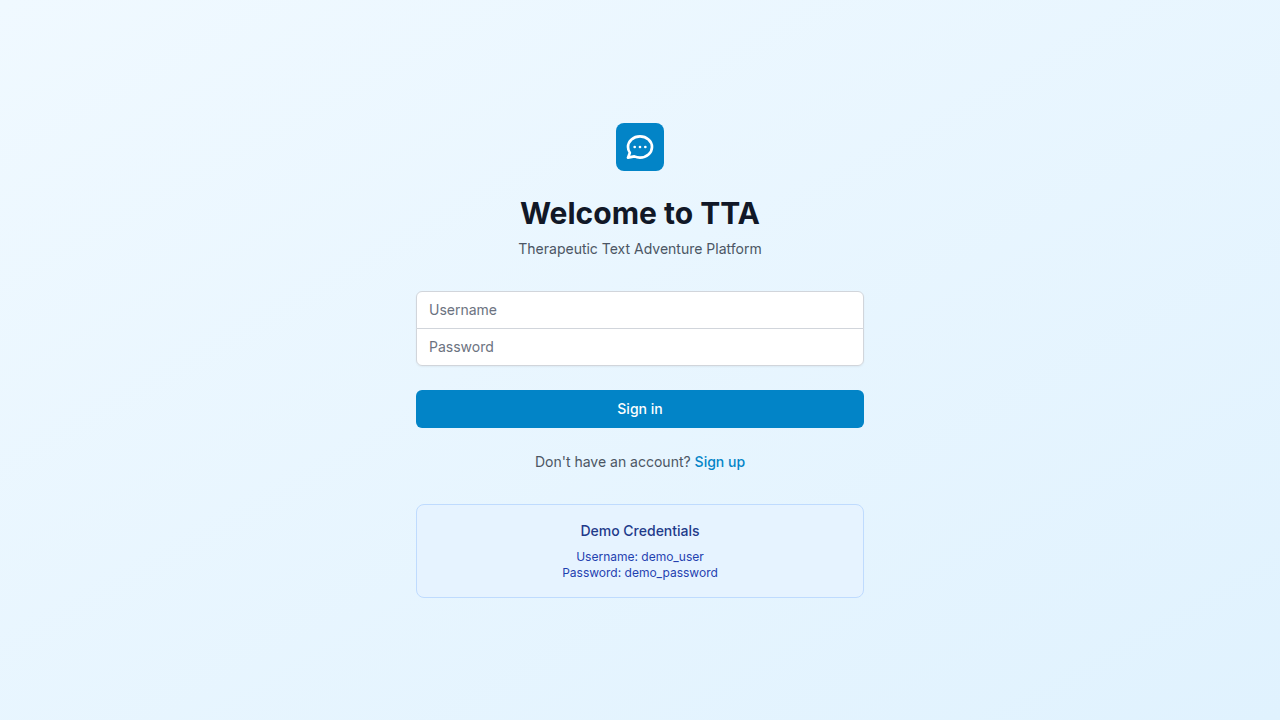 Welcome to TTA
Therapeutic Text Adventure Platform
Username
Password
Sign in
Don't have an account? Sign up
Demo Credentials
Username: demo_user
Password: demo_password